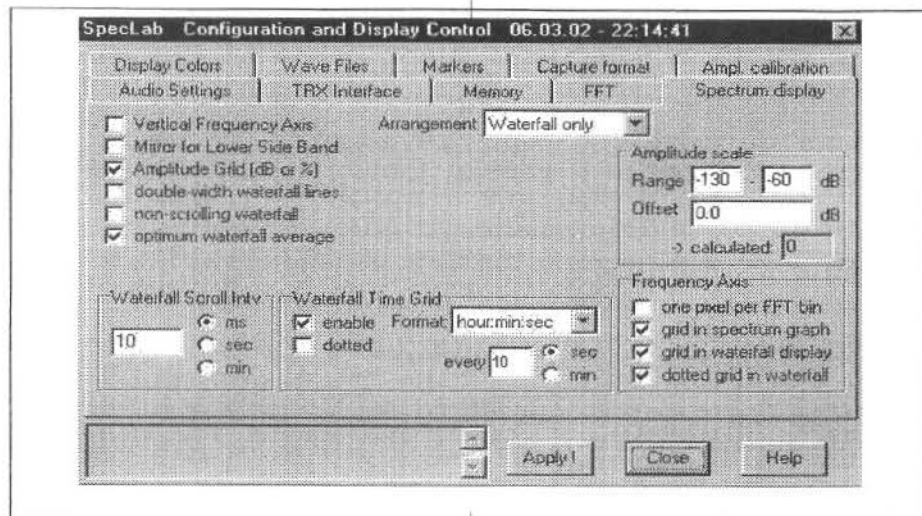 SpecLab Configuration and Display Control 06.03.02 - 22:14:41
Display Colors Wave Files Markers Capture format Ampl. calibration
Audio Settings TRX Interface Memory FFT Spectrum display
Vertical Frequency Axis
Mirror for Lower Side Band
Amplitude Grid (dB or %)
double-width waterfall lines
non-scrolling waterfall
optimum waterfall average
Arrangement Waterfall only
Amplitude scale
Range -130 - -60 dB
Offset 0.0 dB
-> calculated: 0
Waterfall Scroll Intv
10
ms
sec
min
Waterfall Time Grid
enable Format: hour:min:sec
dotted
every 10 sec
min
Frequency Axis
one pixel per FFT bin
grid in spectrum graph
grid in waterfall display
dotted grid in waterfall
Apply ! Close Help